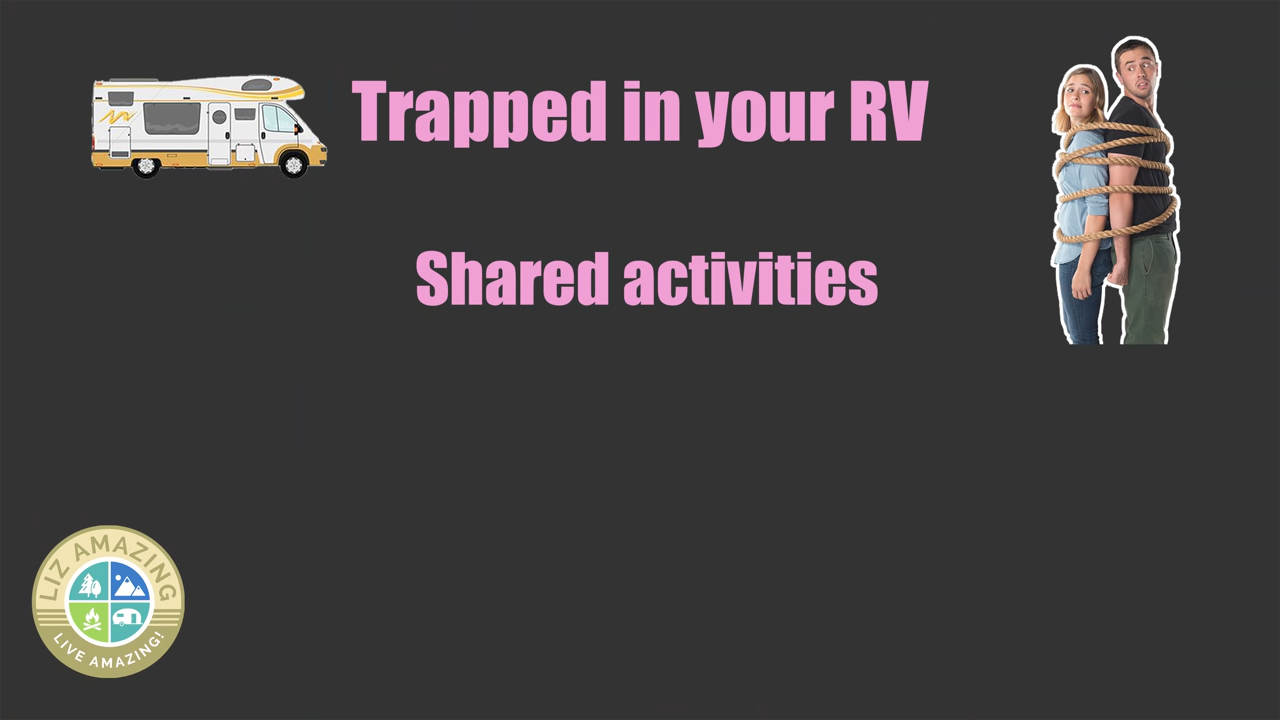 Trapped in your RV
Shared activities
LIZ AMAZING
LIVE AMAZING!